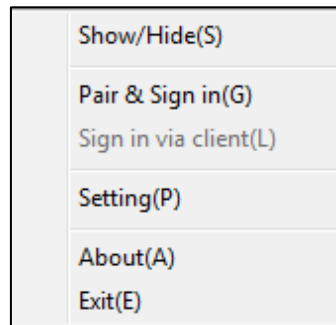 Show/Hide(S)
Pair & Sign in(G)
Sign in via client(L)
Setting(P)
About(A)
Exit(E)